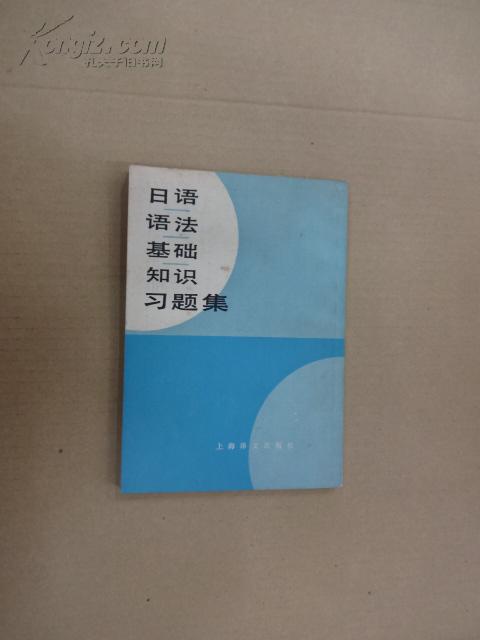 Kongfz.com
孔夫子旧书网
日语
语法
基础
知识
习题集
上海译文出版社